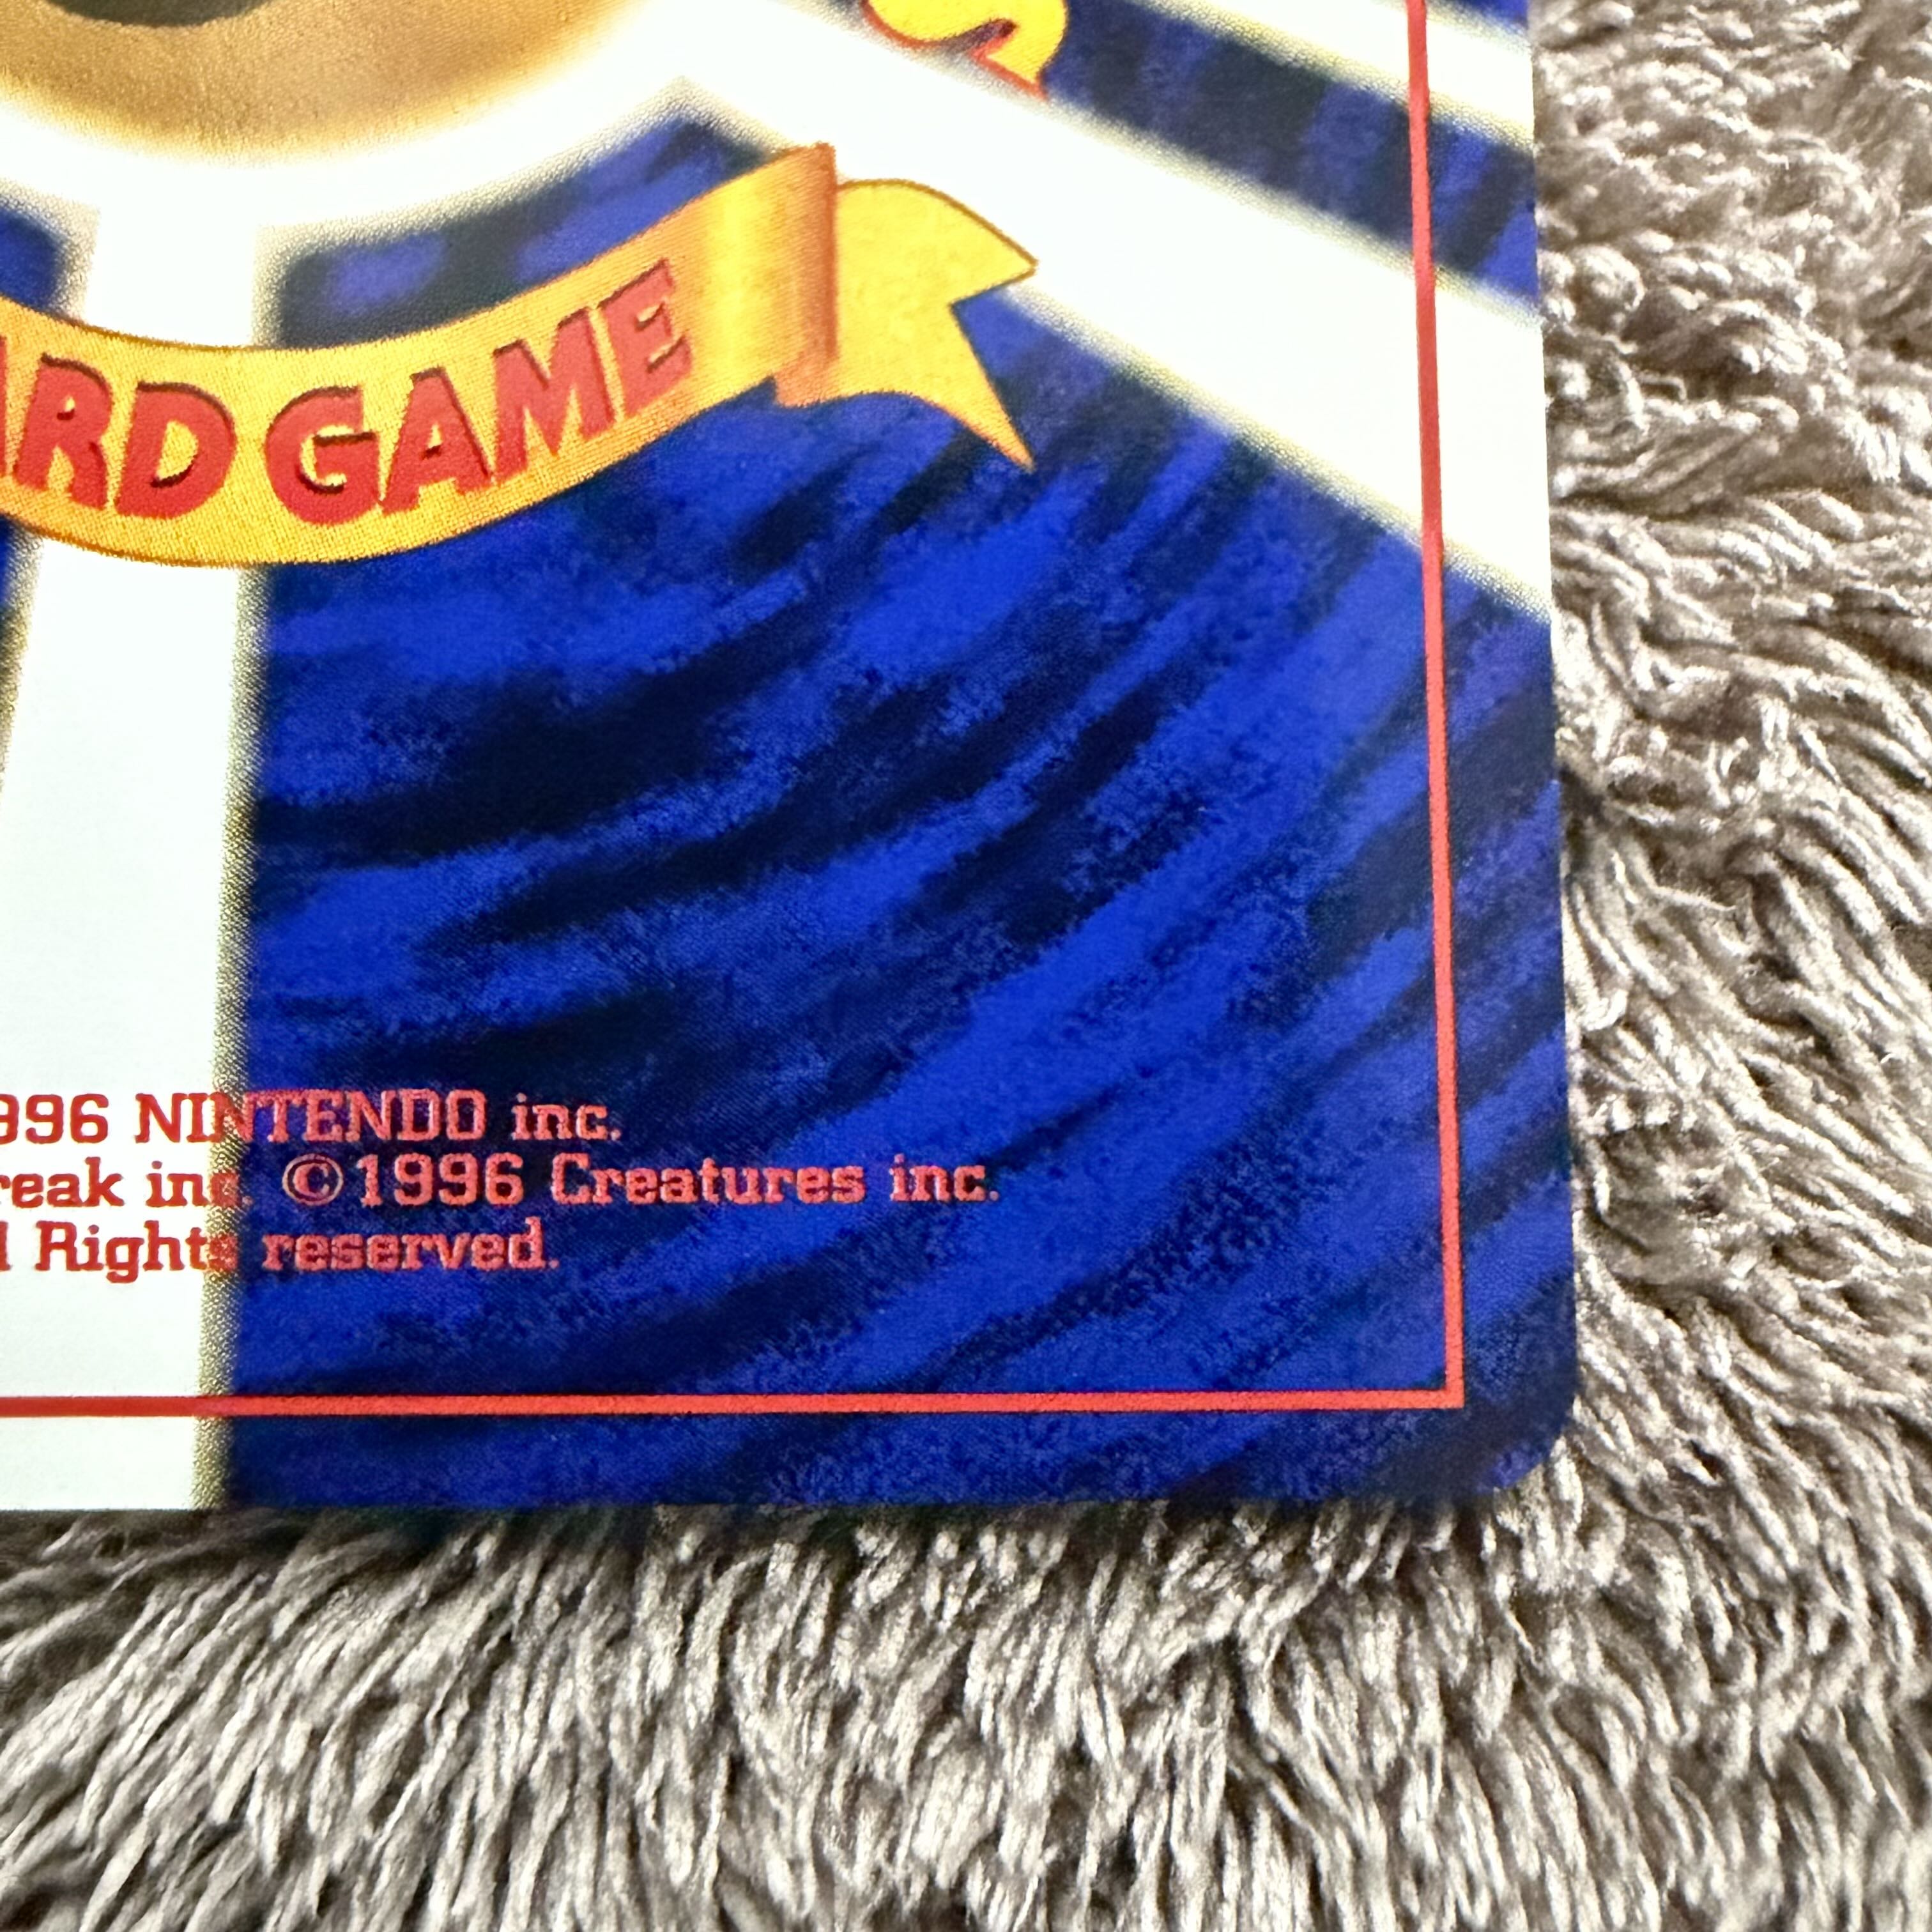 ARD GAME
996 NINTENDO inc.
reak inc. ©1996 Creatures inc.
l Rights reserved.